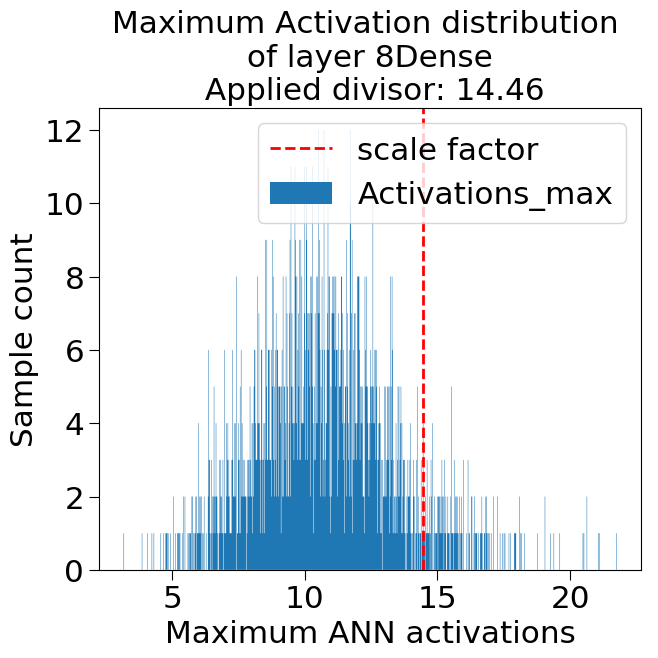 Maximum Activation distribution
of layer 8Dense
Applied divisor: 14.46
12
10
8
6
4
2
0
Sample count
scale factor
Activations_max
5 10 15 20
Maximum ANN activations